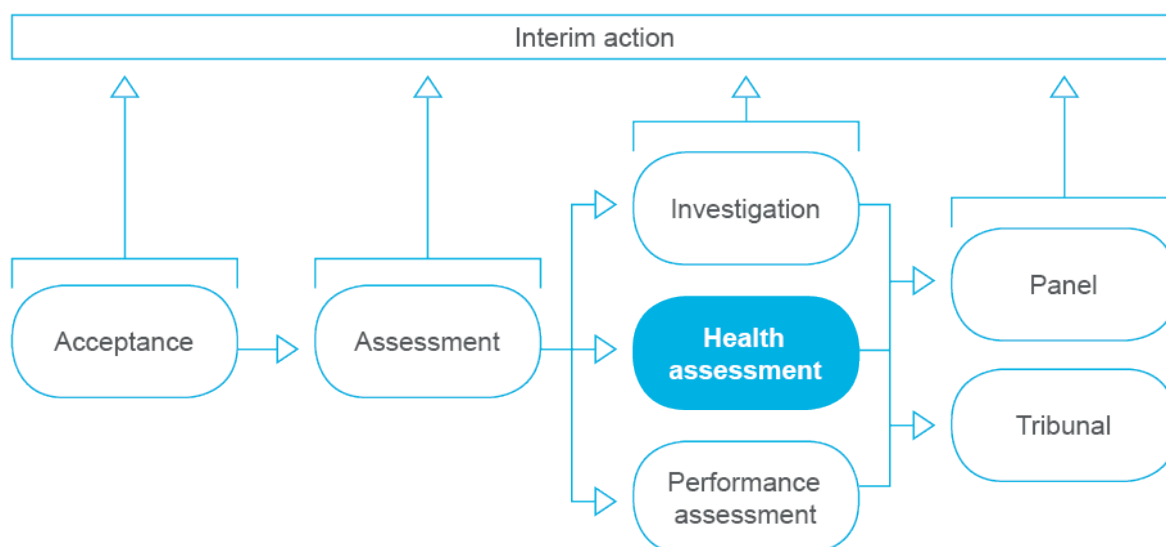 Interim action
Acceptance
Assessment
Investigation
Health
assessment
Performance
assessment
Panel
Tribunal